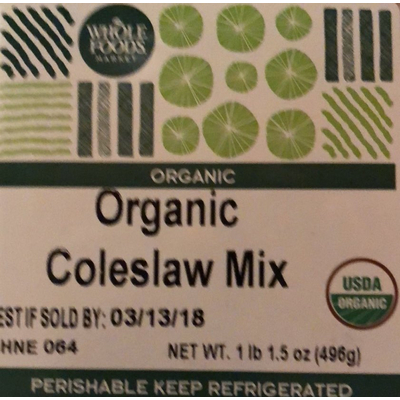 WHOLE
FOODS
MARKET
ORGANIC
Organic
Coleslaw Mix
USDA
ORGANIC
EST IF SOLD BY: 03/13/18
HNE 064
NET WT. 1 lb 1.5 oz (496g)
PERISHABLE KEEP REFRIGERATED